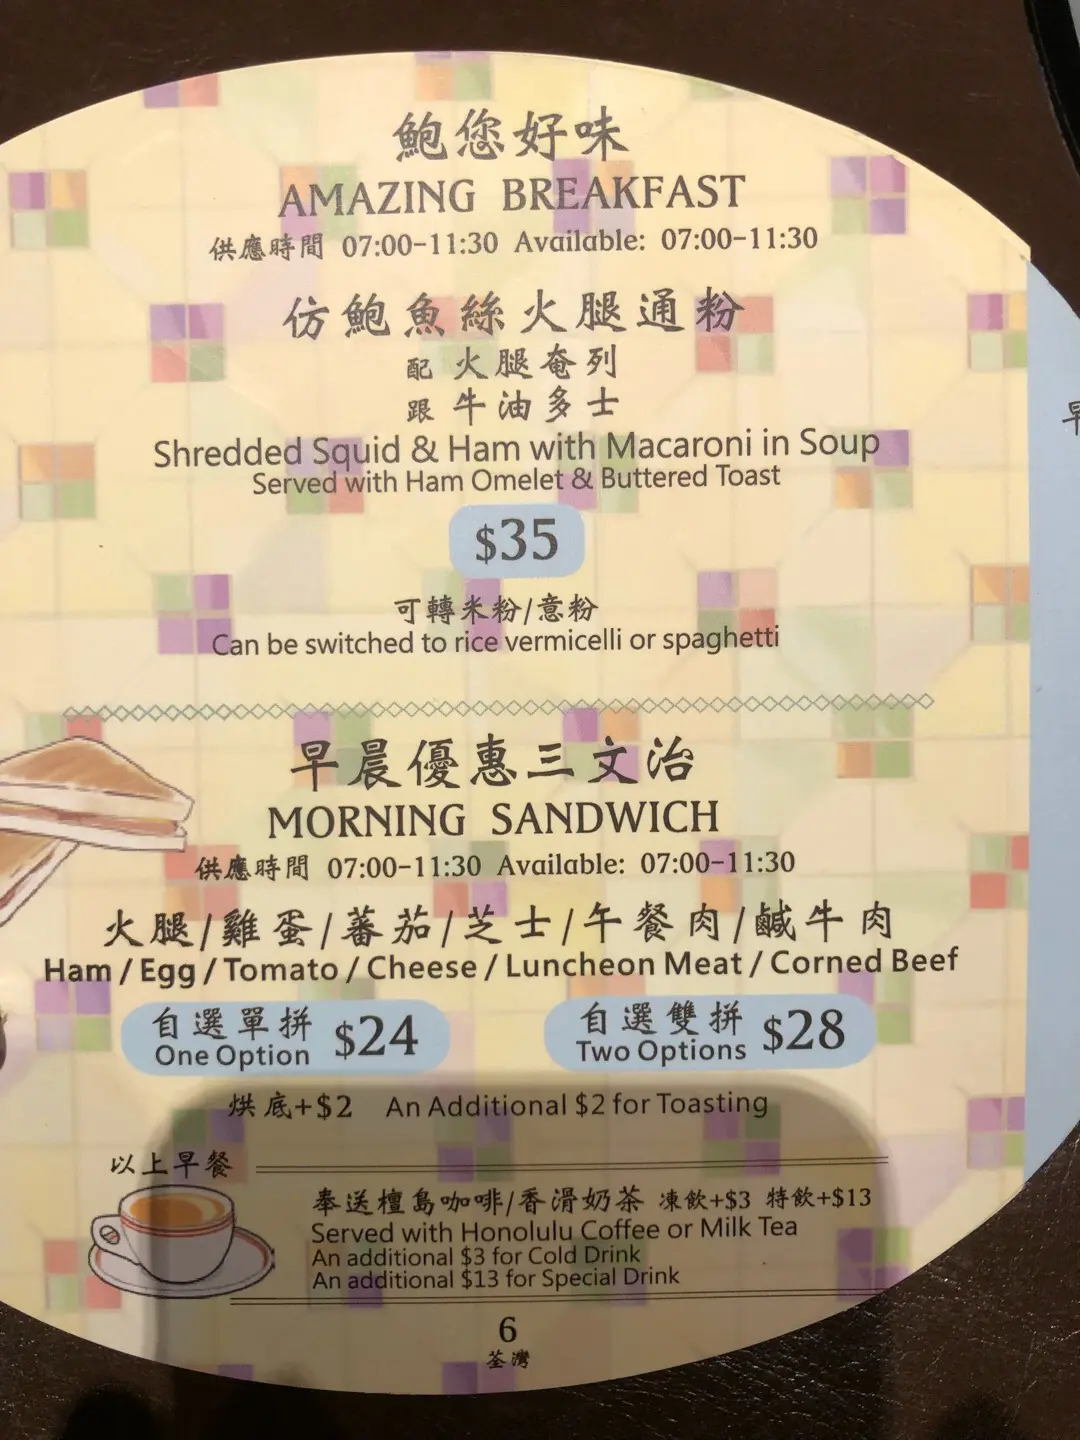 鮑您好味
AMAZING BREAKFAST
供應時間 07:00-11:30 Available: 07:00-11:30
仿鮑魚絲火腿通粉
配 火腿奄列
跟 牛油多士
Shredded Squid & Ham with Macaroni in Soup
Served with Ham Omelet & Buttered Toast
$35
可轉米粉/意粉
Can be switched to rice vermicelli or spaghetti
早晨優惠三文治
MORNING SANDWICH
供應時間 07:00-11:30 Available: 07:00-11:30
火腿/雞蛋/蕃茄/芝士/午餐肉/鹹牛肉
Ham / Egg / Tomato / Cheese / Luncheon Meat / Corned Beef
自選單拼 $24
One Option
自選雙拼 $28
Two Options
烘底+$2 An Additional $2 for Toasting
以上早餐
奉送檀島咖啡/香滑奶茶 凍飲+$3 特飲+$13
Served with Honolulu Coffee or Milk Tea
An additional $3 for Cold Drink
An additional $13 for Special Drink
6
荃灣